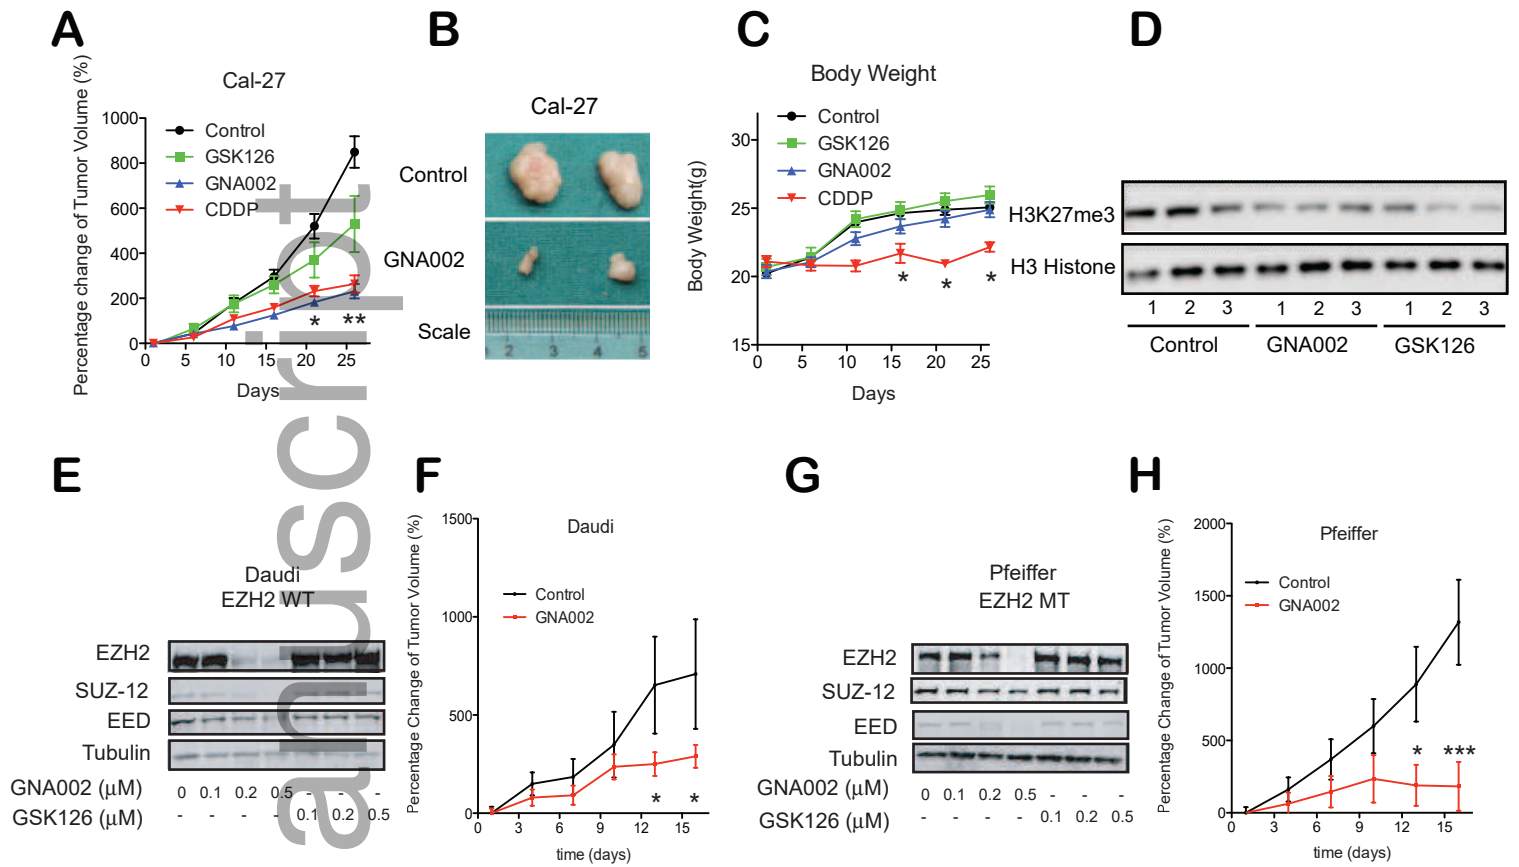 A
Cal-27
Percentage change of Tumor Volume (%)
1000
800
600
400
200
0
Control
GSK126
GNA002
CDDP
* **
0 5 10 15 20 25
Days
B
Cal-27
Control
GNA002
Scale
2 3 4 5
C
Body Weight
Body Weight(g)
30
25
20
15
Control
GSK126
GNA002
CDDP
* * *
0 5 10 15 20 25
Days
D
H3K27me3
H3 Histone
1 2 3 1 2 3 1 2 3
Control GNA002 GSK126
E
Daudi
EZH2 WT
EZH2
SUZ-12
EED
Tubulin
GNA002 (μM) 0 0.1 0.2 0.5 - - -
GSK126 (μM) - - - - 0.1 0.2 0.5
F
Daudi
Percentage Change of Tumor Volume (%)
1500
1000
500
0
Control
GNA002
* *
0 3 6 9 12 15
time (days)
G
Pfeiffer
EZH2 MT
EZH2
SUZ-12
EED
Tubulin
GNA002 (μM) 0 0.1 0.2 0.5 - - -
GSK126 (μM) - - - - 0.1 0.2 0.5
H
Pfeiffer
Percentage Change of Tumor Volume (%)
2000
1500
1000
500
0
Control
GNA002
* ***
0 3 6 9 12 15
time (days)
anuscript